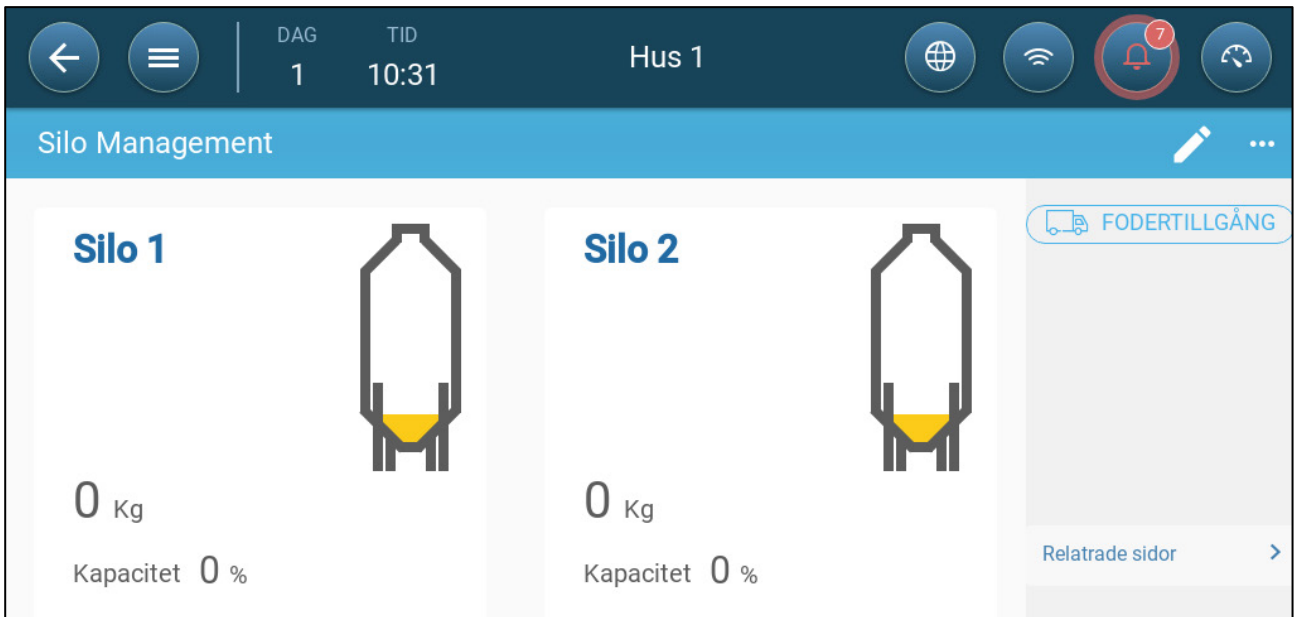 DAG TID
1 10:31 Hus 1 7
Silo Management
Silo 1 Silo 2 FODERTILLGÅNG
0 Kg 0 Kg
Relatrade sidor
Kapacitet 0 % Kapacitet 0 %